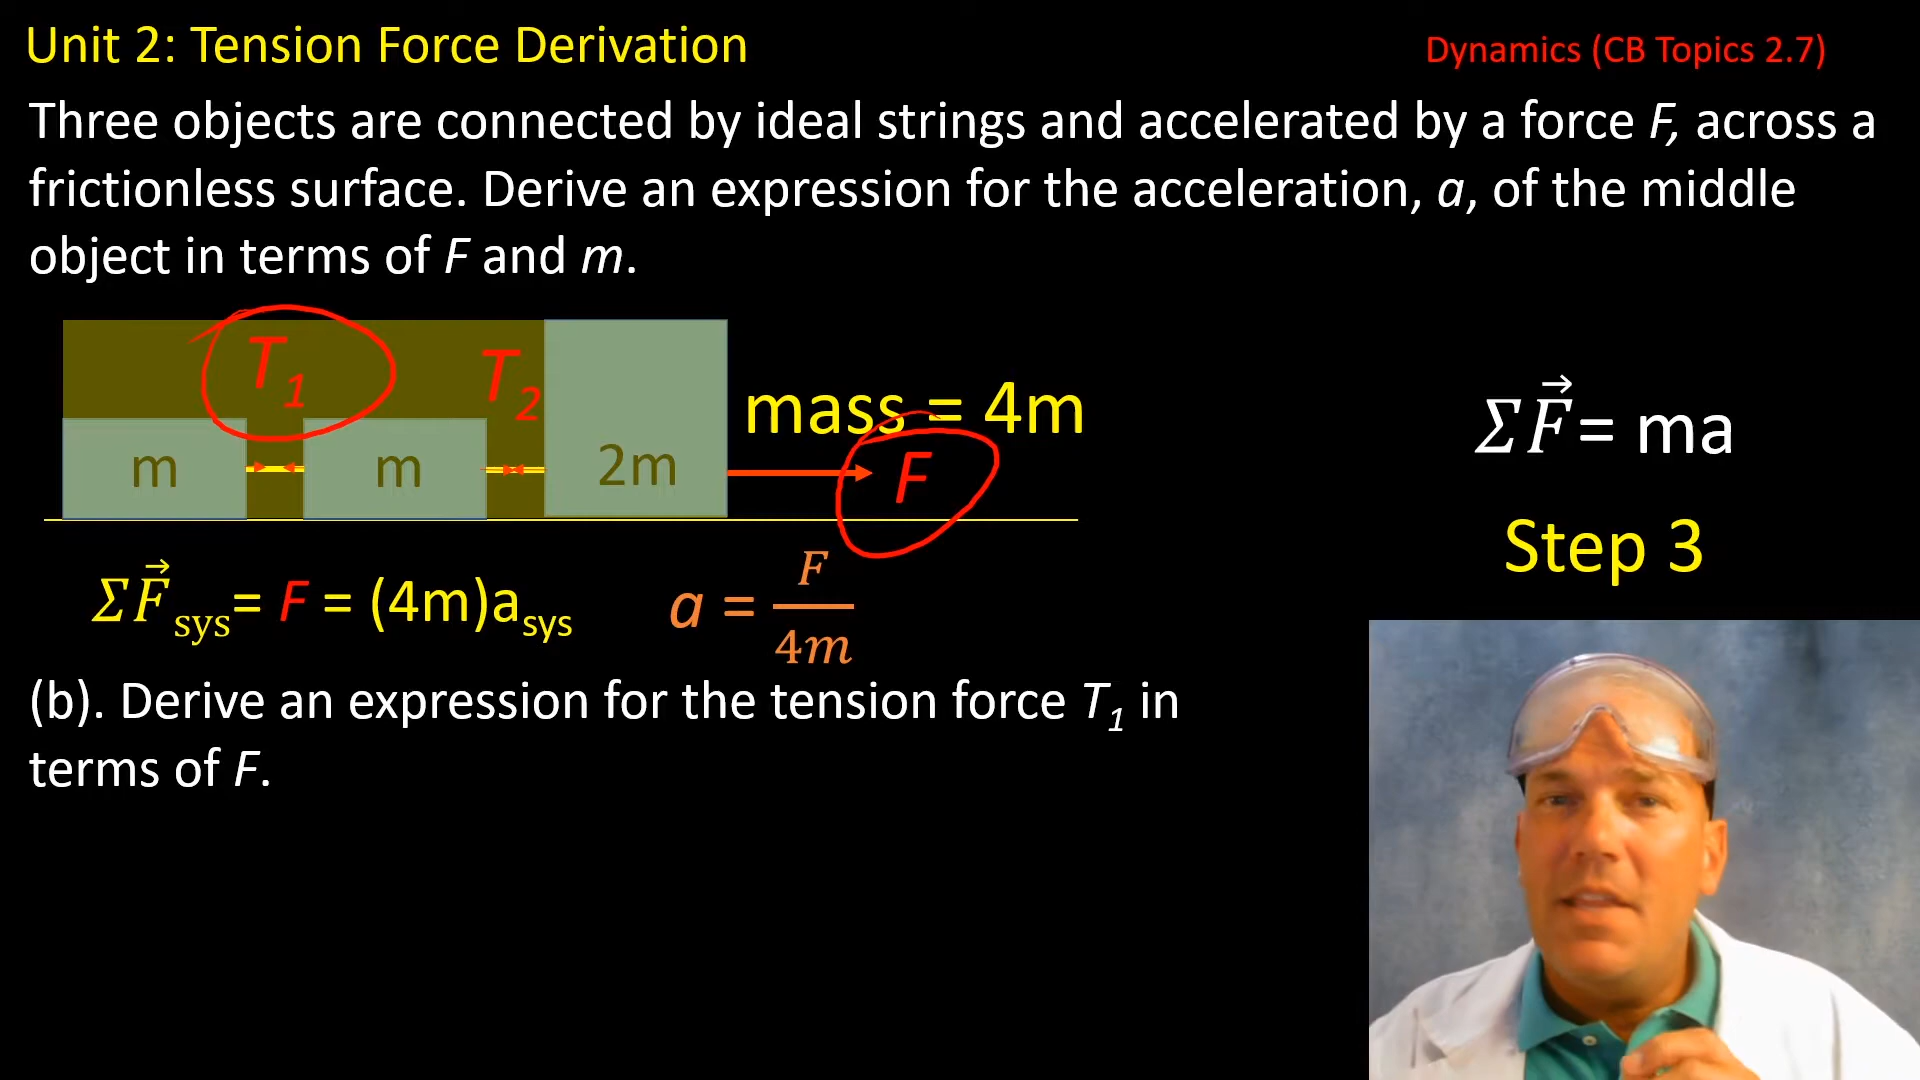 Unit 2: Tension Force Derivation
Dynamics (CB Topics 2.7)
Three objects are connected by ideal strings and accelerated by a force F, across a
frictionless surface. Derive an expression for the acceleration, a, of the middle
object in terms of F and m.
T₁
T₂
mass = 4m
m
m
2m
F
ΣF⃗ = ma
Step 3
ΣF⃗sys = F = (4m)asys
a = F/4m
(b). Derive an expression for the tension force T₁ in
terms of F.